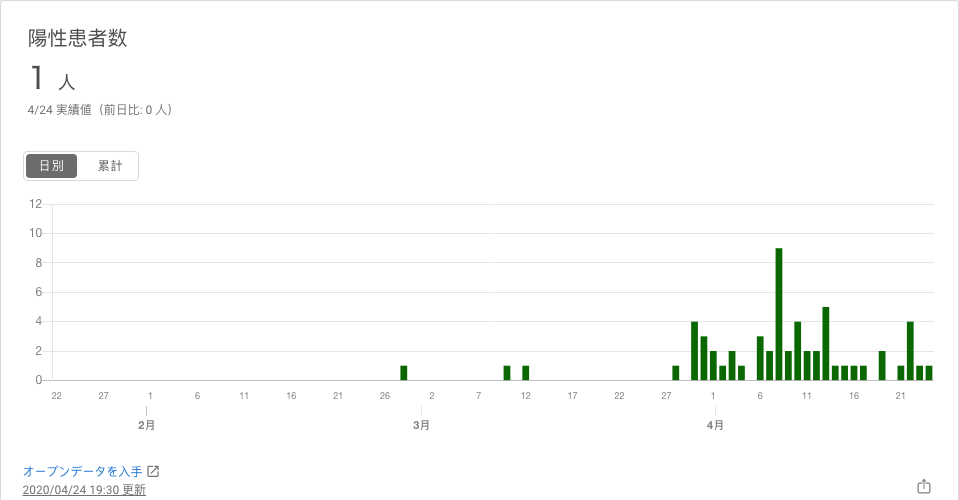 陽性患者数
1 人
4/24 実績値（前日比: 0 人）
日別 累計
12
10
8
6
4
2
0
22 27 1 6 11 16 21 26 2 7 12 17 22 27 1 6 11 16 21
2月 3月 4月
オープンデータを入手
2020/04/24 19:30 更新